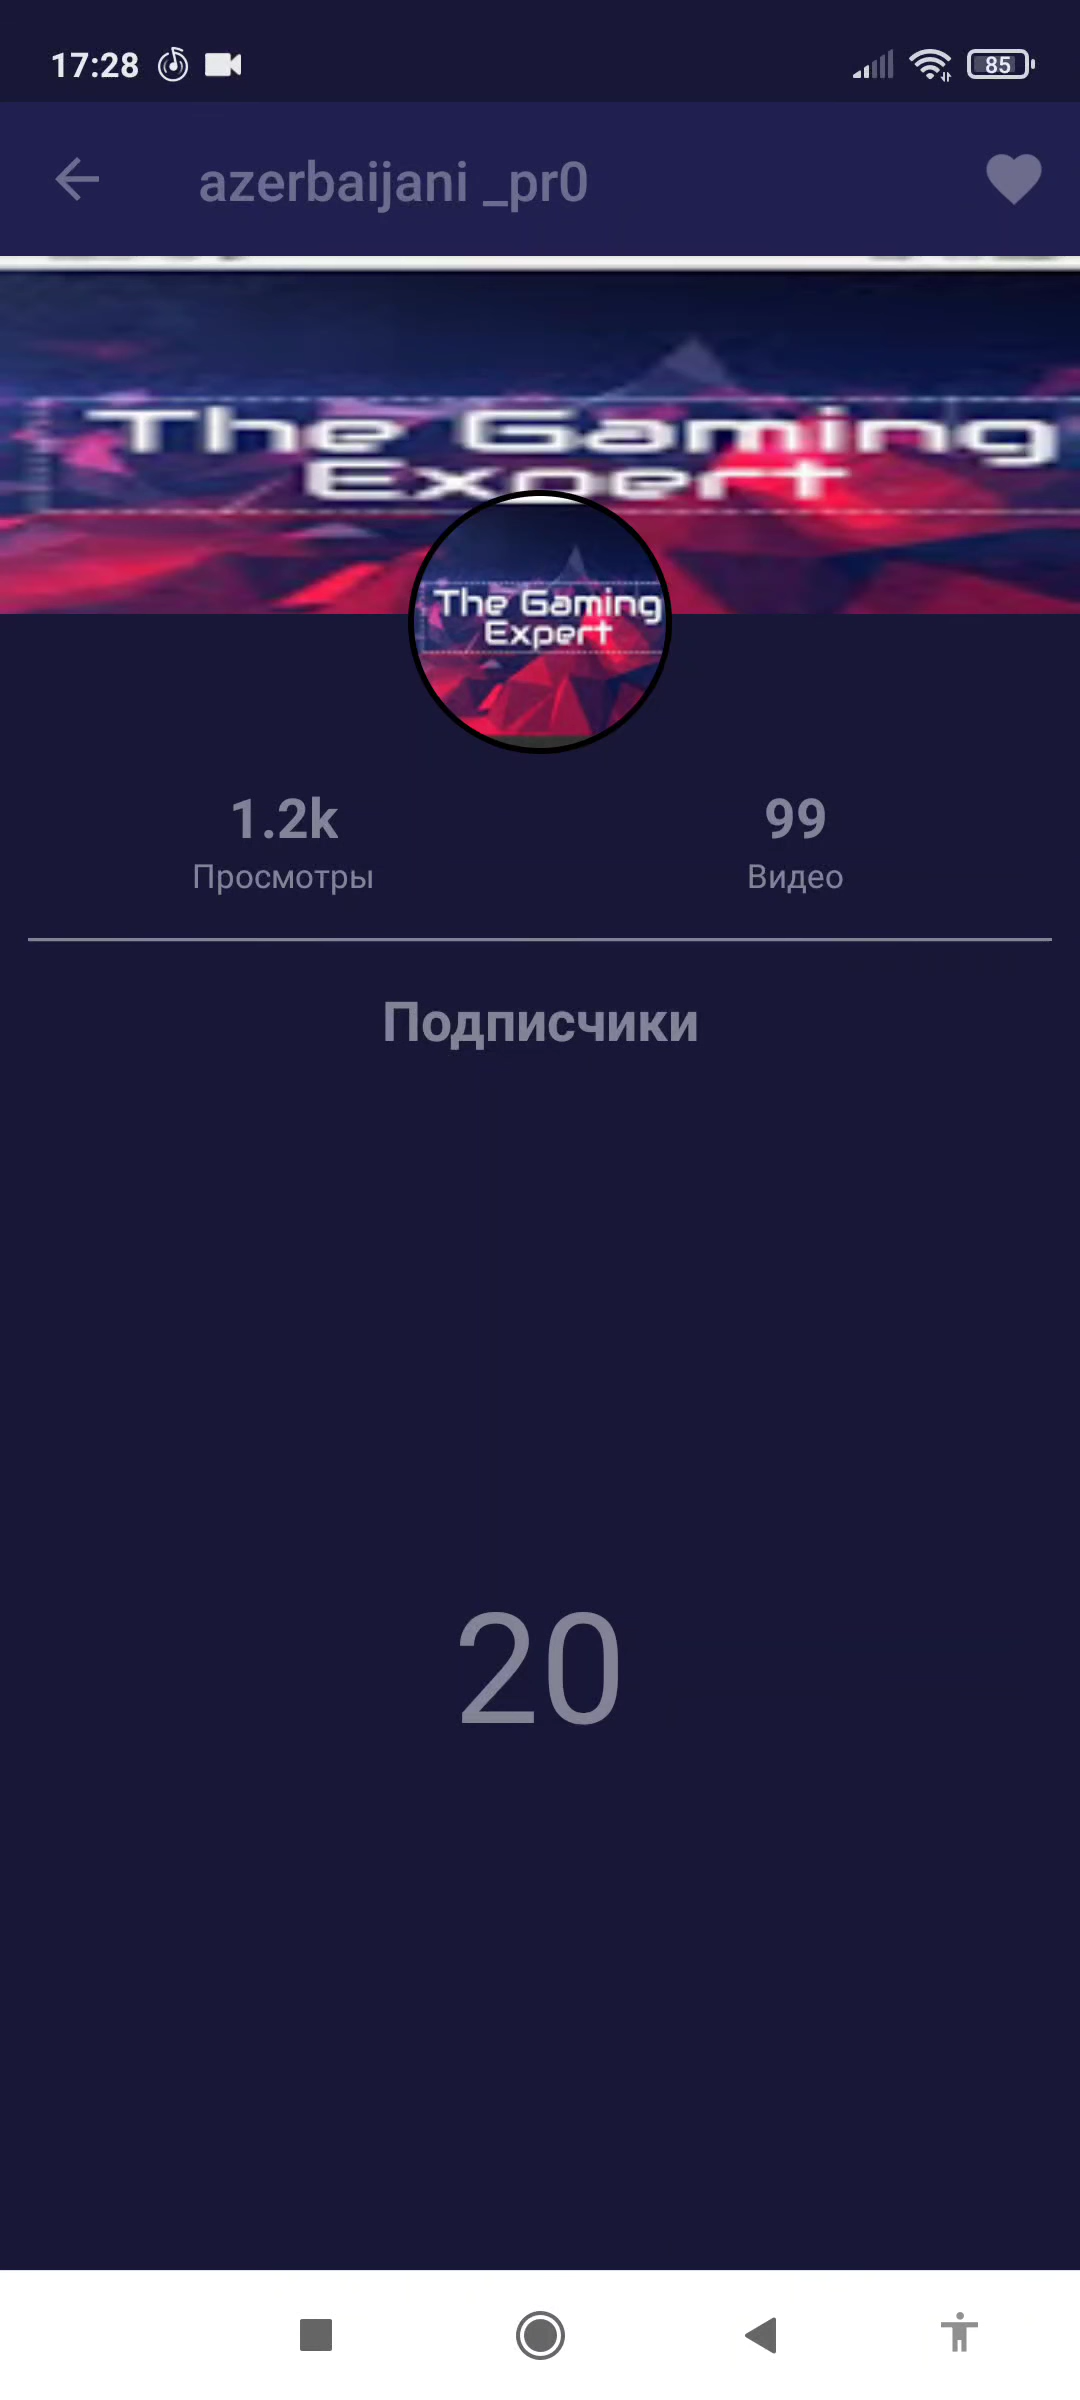 17:28
85
azerbaijani _pr0
The Gaming
Expert
The Gaming
Expert
1.2k
99
Просмотры
Видео
Подписчики
20